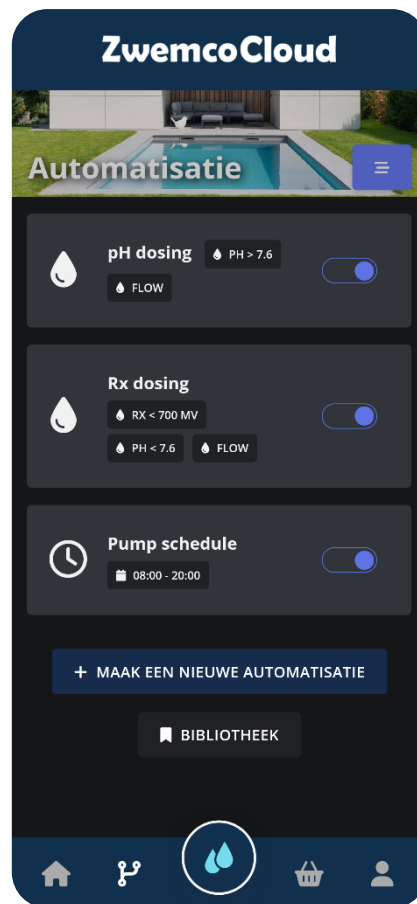 ZwemcoCloud
Automatisatie
pH dosing PH > 7.6
FLOW
Rx dosing
RX < 700 MV
PH < 7.6 FLOW
Pump schedule
08:00 - 20:00
+ MAAK EEN NIEUWE AUTOMATISATIE
BIBLIOTHEEK